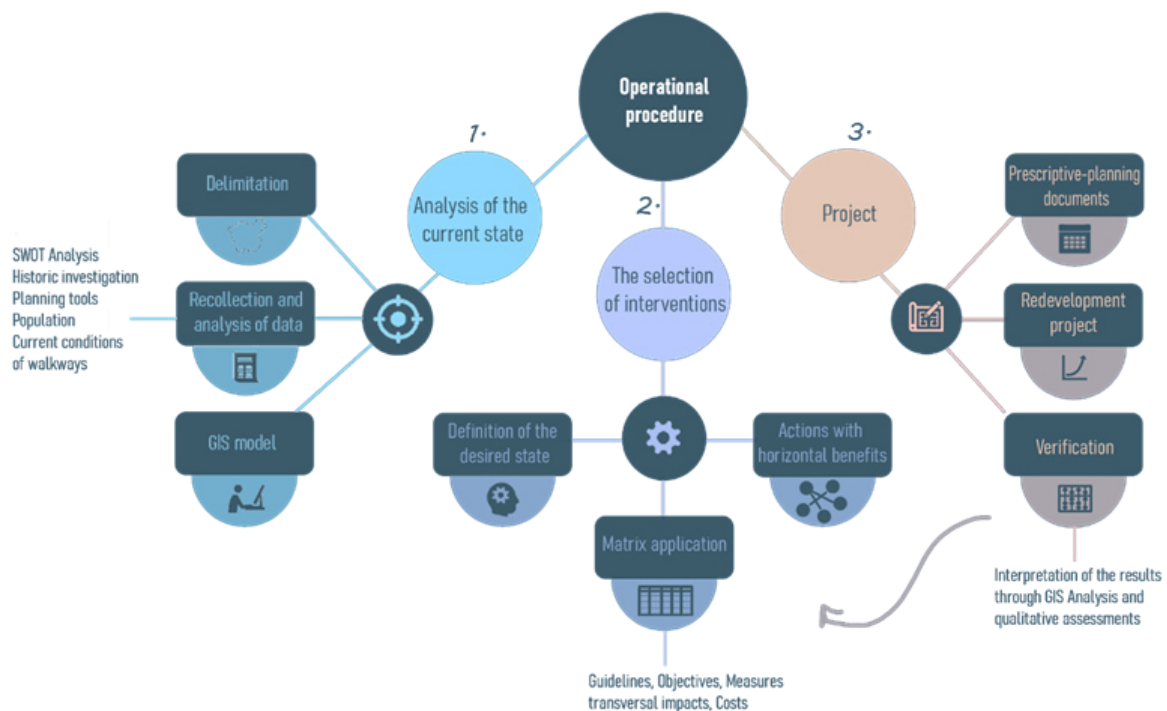 Operational
procedure
1.
Analysis of the
current state
Delimitation
Recollection and
analysis of data
GIS model
SWOT Analysis
Historic investigation
Planning tools
Population
Current conditions
of walkways
2.
The selection
of interventions
Definition of the
desired state
Actions with
horizontal benefits
Matrix application
Guidelines, Objectives, Measures
transversal impacts, Costs
3.
Project
Prescriptive-planning
documents
Redevelopment
project
Verification
Interpretation of the results
through GIS Analysis and
qualitative assessments